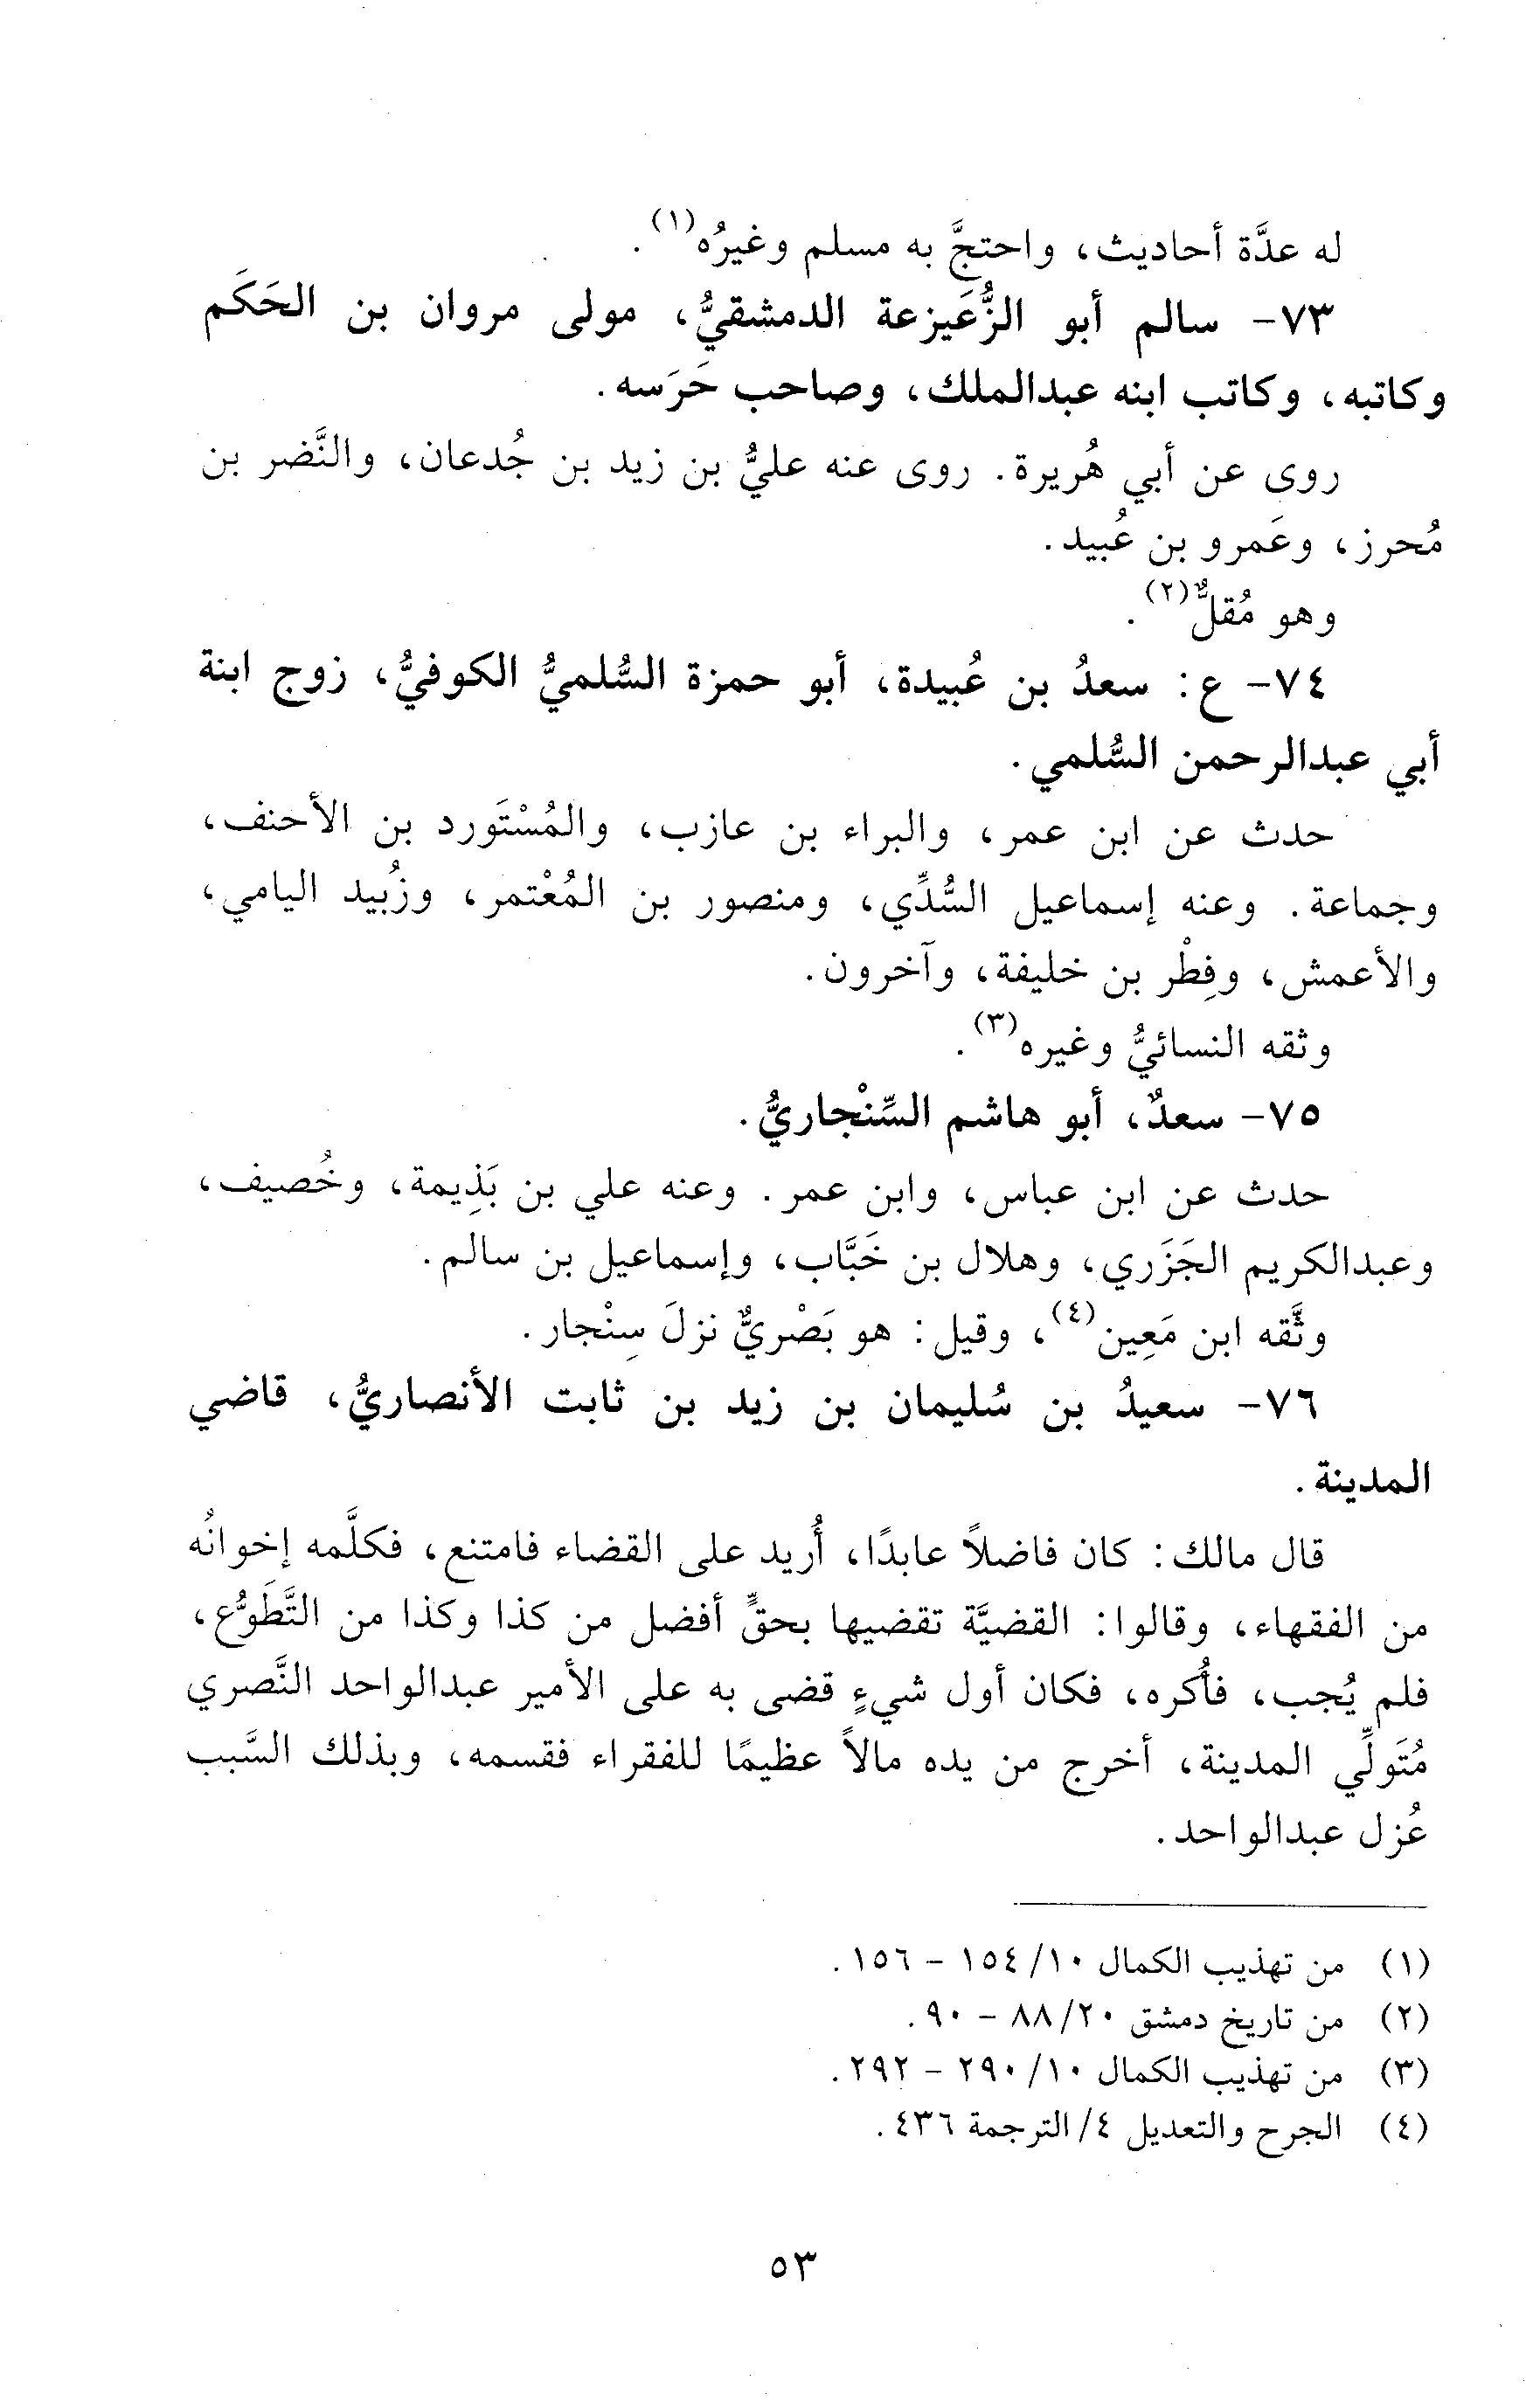 له عدَّة أحاديث، واحتجَّ به مسلم وغيرُه(١).
٧٣- سالم أبو الزُّعَيزعة الدمشقيُّ، مولى مروان بن الحَكَم
وكاتبه، وكاتب ابنه عبدالملك، وصاحب حَرَسه.
روى عن أبي هُريرة. روى عنه عليُّ بن زيد بن جُدعان، والنَّضر بن
مُحرز، وعَمرو بن عُبيد.
وهو مُقلٌّ(٢).
٧٤- ع: سعدُ بن عُبيدة، أبو حمزة السُّلميُّ الكوفيُّ، زوج ابنة
أبي عبدالرحمن السُّلمي.
حدث عن ابن عمر، والبراء بن عازب، والمُسْتَورد بن الأحنف،
وجماعة. وعنه إسماعيل السُّدِّي، ومنصور بن المُعْتمر، وزُبيد اليامي،
والأعمش، وفِطْر بن خليفة، وآخرون.
وثقه النسائيُّ وغيره(٣).
٧٥- سعدٌ، أبو هاشم السِّنْجاريُّ.
حدث عن ابن عباس، وابن عمر. وعنه علي بن بَذِيمة، وخُصيف،
وعبدالكريم الجَزَري، وهلال بن خَبَّاب، وإسماعيل بن سالم.
وثَّقه ابن مَعِين(٤)، وقيل: هو بَصْريٌّ نزلَ سِنْجار.
٧٦- سعيدُ بن سُليمان بن زيد بن ثابت الأنصاريُّ، قاضي
المدينة.
قال مالك: كان فاضلاً عابدًا، أُريد على القضاء فامتنع، فكلَّمه إخوانُه
من الفقهاء، وقالوا: القضيَّة تقضيها بحقٍّ أفضل من كذا وكذا من التَّطَوُّع،
فلم يُجب، فأُكره، فكان أول شيءٍ قضى به على الأمير عبدالواحد النَّصري
مُتَولِّي المدينة، أخرج من يده مالاً عظيمًا للفقراء فقسمه، وبذلك السَّبب
عُزل عبدالواحد.
(١) من تهذيب الكمال ١٠/ ١٥٤ - ١٥٦.
(٢) من تاريخ دمشق ٢٠/ ٨٨ - ٩٠.
(٣) من تهذيب الكمال ١٠/ ٢٩٠ - ٢٩٢.
(٤) الجرح والتعديل ٤/ الترجمة ٤٣٦.
٥٣